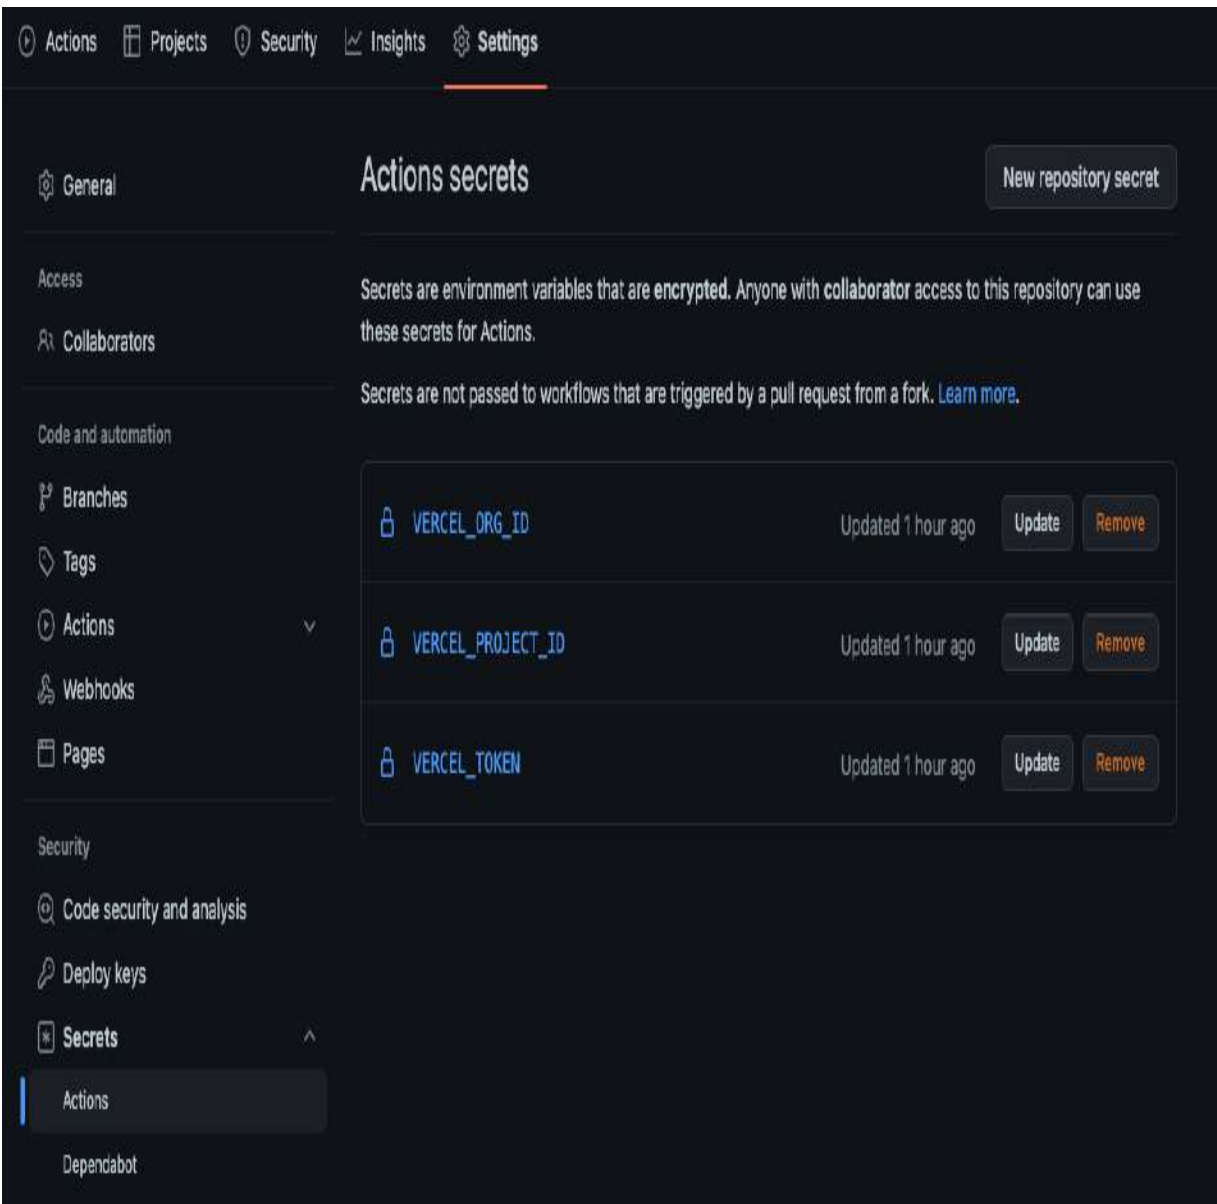 Actions Projects Security Insights Settings
General
Access
Collaborators
Code and automation
Branches
Tags
Actions
Webhooks
Pages
Security
Code security and analysis
Deploy keys
Secrets
Actions
Dependabot
Actions secrets
New repository secret
Secrets are environment variables that are encrypted. Anyone with collaborator access to this repository can use
these secrets for Actions.
Secrets are not passed to workflows that are triggered by a pull request from a fork. Learn more.
VERCEL_ORG_ID Updated 1 hour ago Update Remove
VERCEL_PROJECT_ID Updated 1 hour ago Update Remove
VERCEL_TOKEN Updated 1 hour ago Update Remove